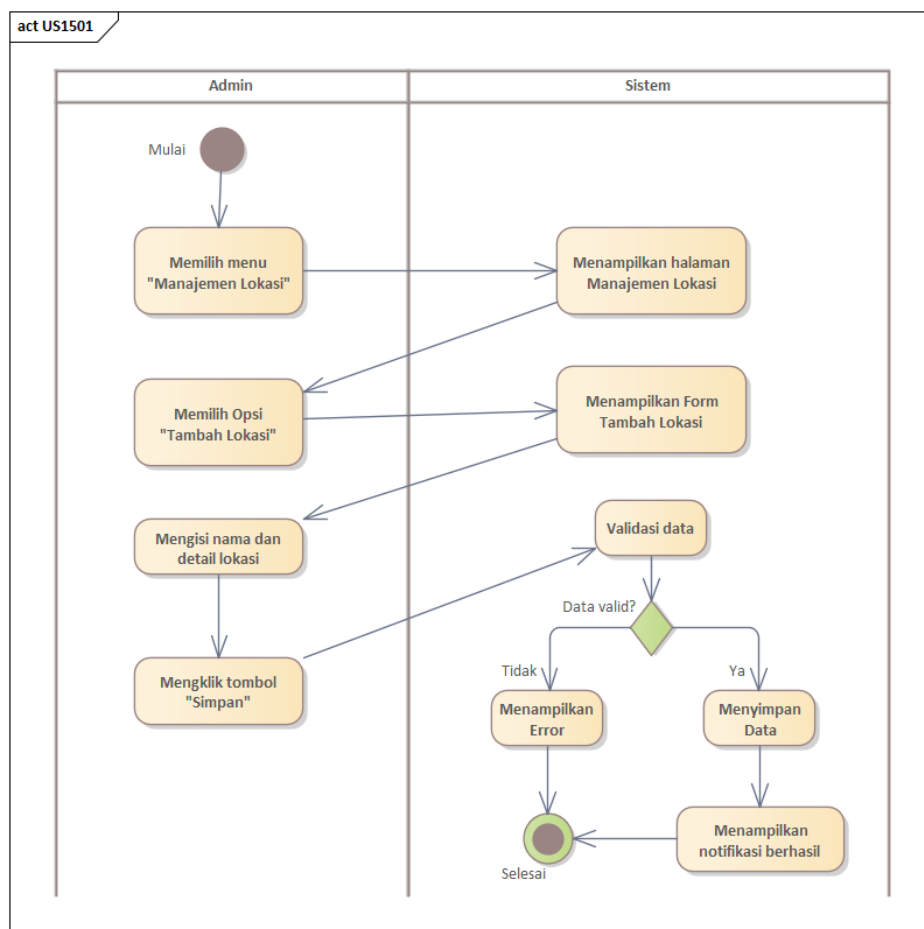 act US1501
Admin
Sistem
Mulai
Memilih menu
"Manajemen Lokasi"
Menampilkan halaman
Manajemen Lokasi
Memilih Opsi
"Tambah Lokasi"
Menampilkan Form
Tambah Lokasi
Mengisi nama dan
detail lokasi
Validasi data
Data valid?
Mengklik tombol
"Simpan"
Tidak
Ya
Menampilkan
Error
Menyimpan
Data
Menampilkan
notifikasi berhasil
Selesai